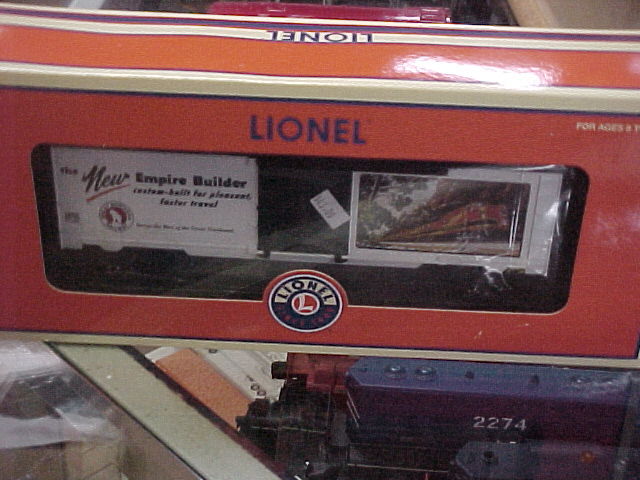 LIONEL
LIONEL
FOR AGES 8
The New Empire Builder
custom-built for pleasant,
faster travel
LIONEL
L
2274